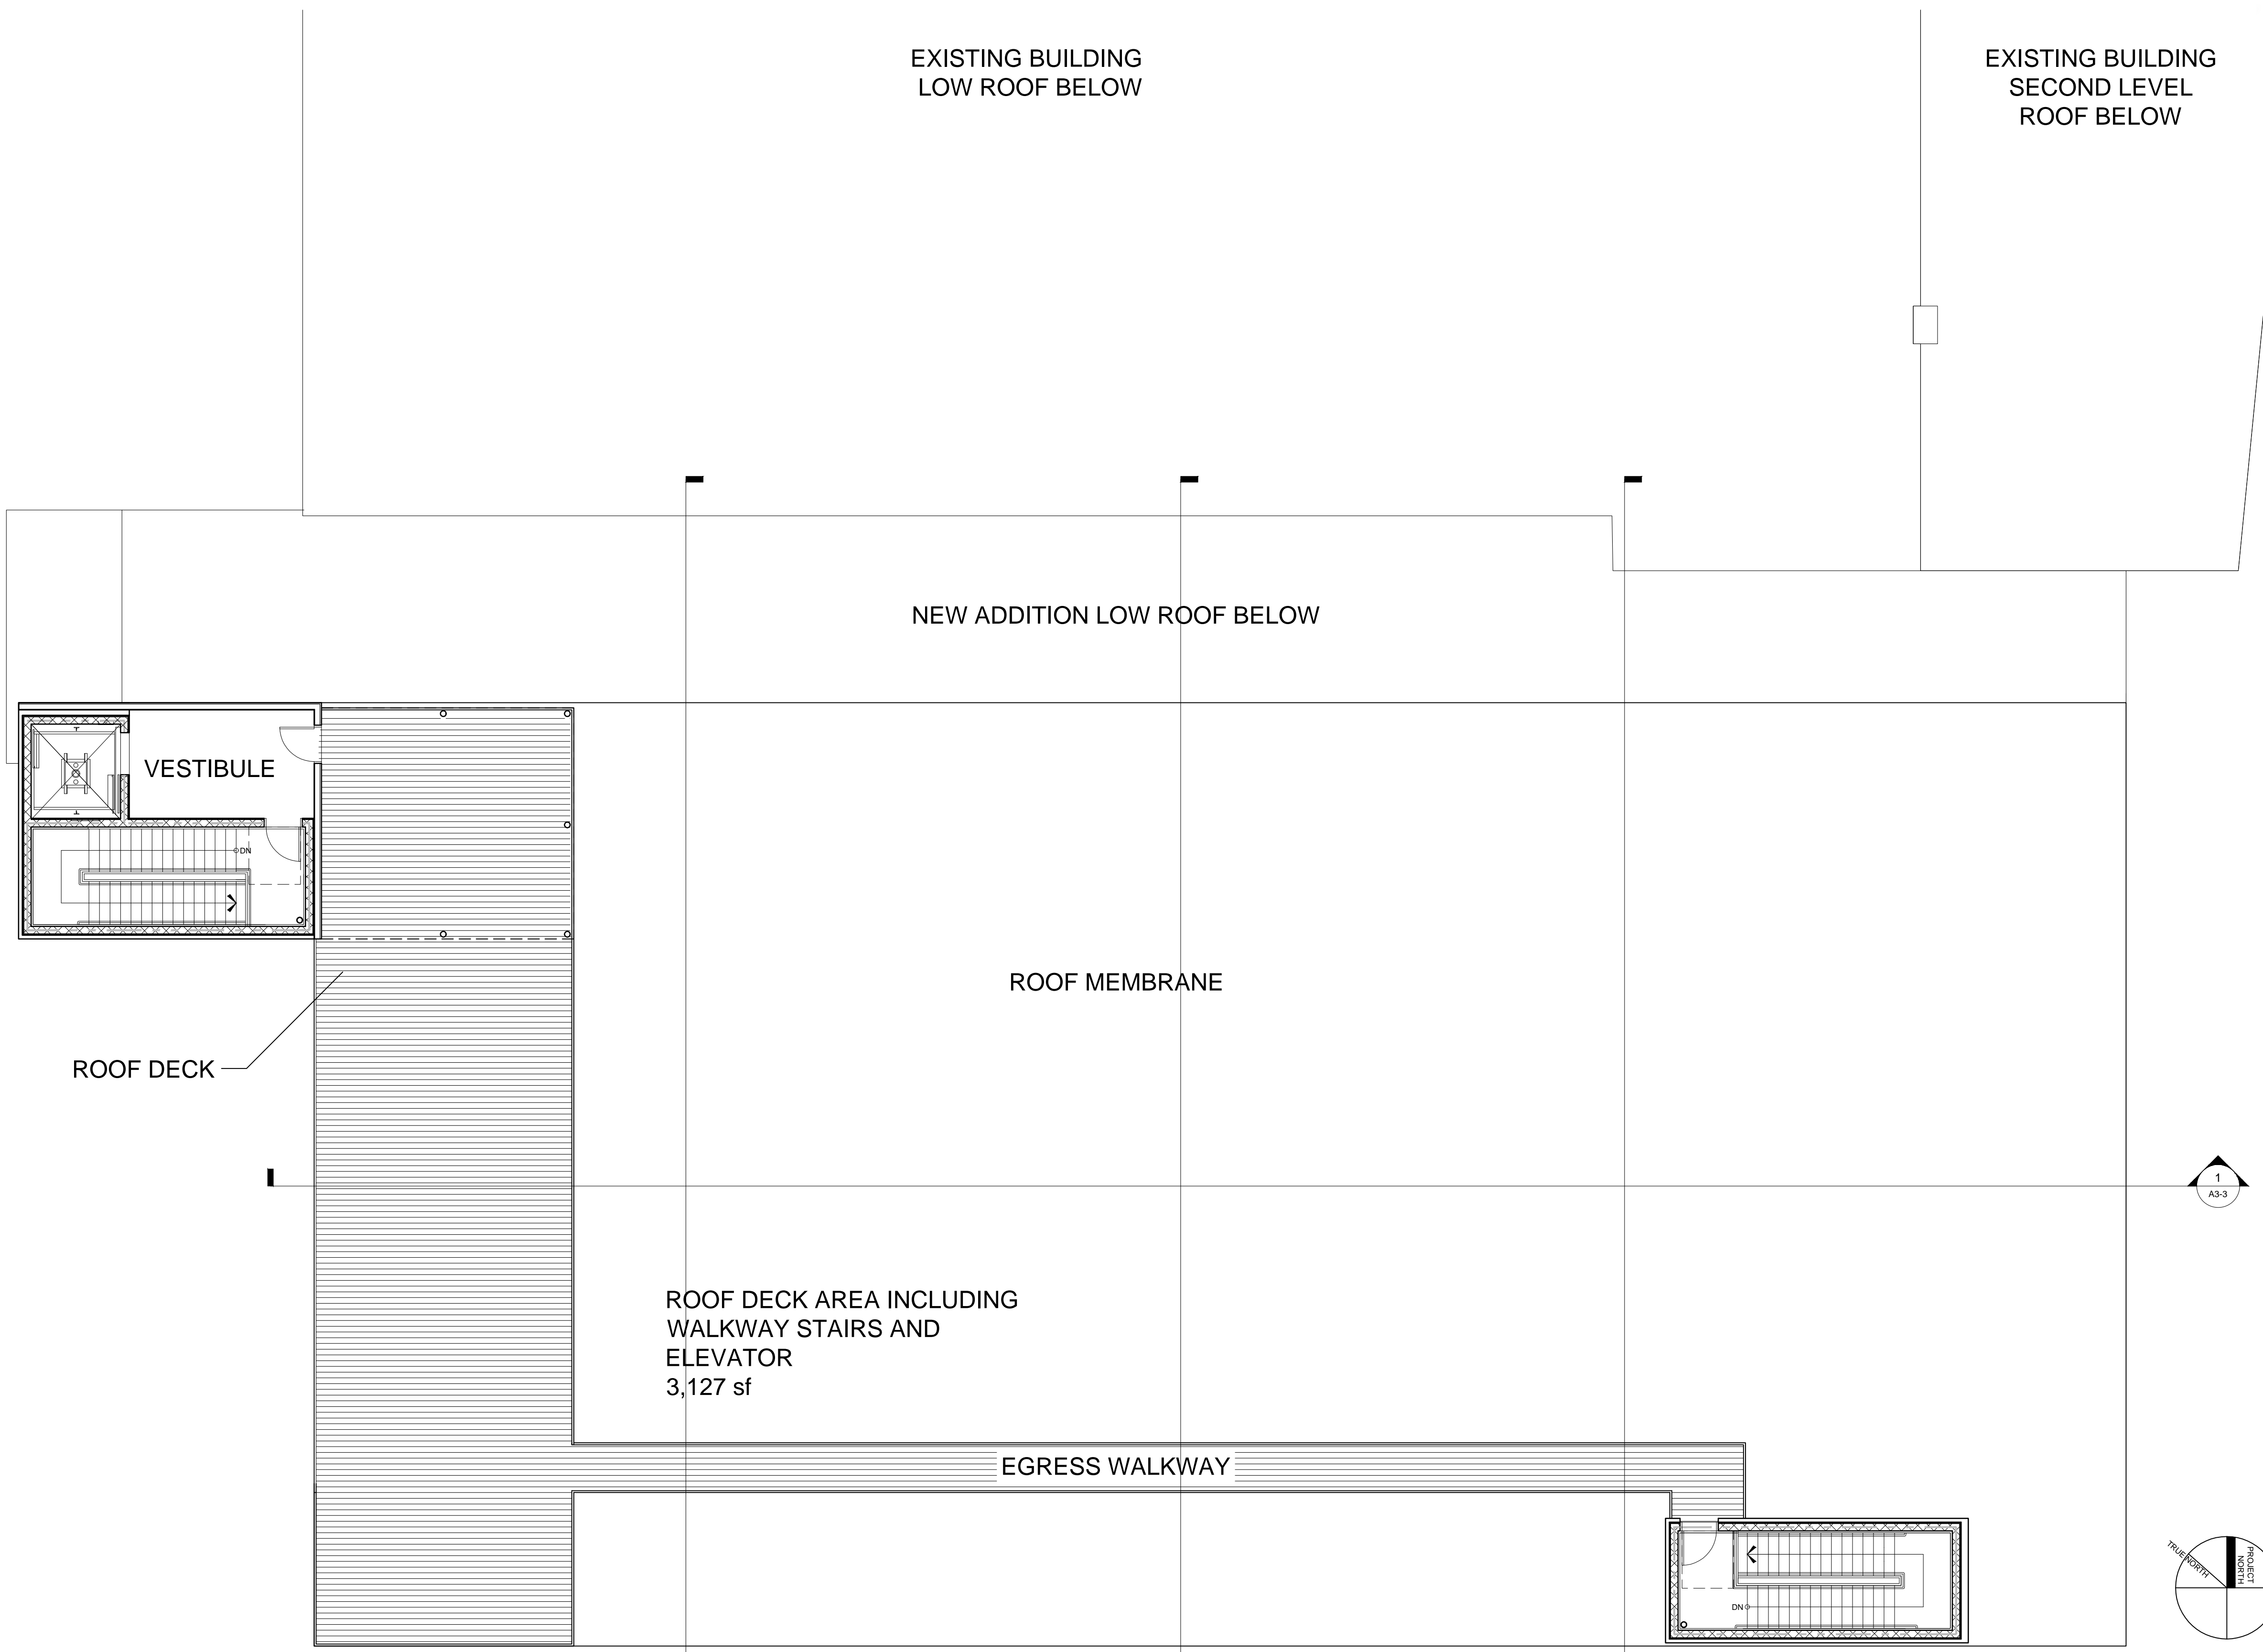 EXISTING BUILDING
LOW ROOF BELOW
EXISTING BUILDING
SECOND LEVEL
ROOF BELOW
NEW ADDITION LOW ROOF BELOW
VESTIBULE
DN
ROOF MEMBRANE
ROOF DECK
1
A3-3
ROOF DECK AREA INCLUDING
WALKWAY STAIRS AND
ELEVATOR
3,127 sf
EGRESS WALKWAY
DN
TRUE NORTH
PROJECT
NORTH